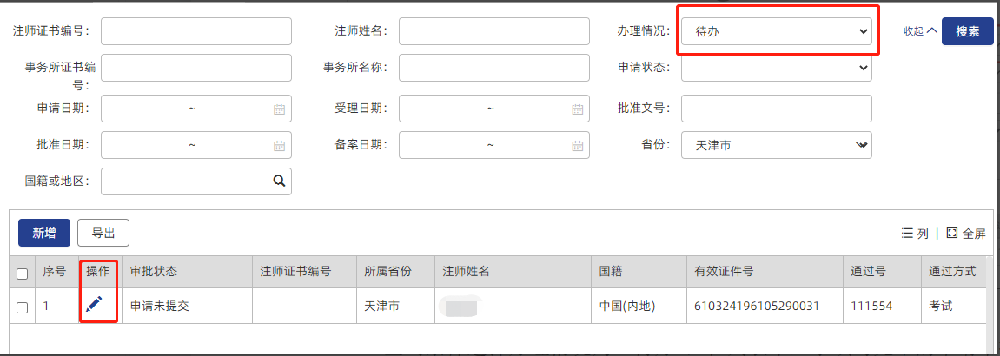 注师证书编号： 注师姓名： 办理情况： 待办 收起 搜索
事务所证书编号： 事务所名称： 申请状态：
申请日期： ~ 受理日期： ~ 批准文号：
批准日期： ~ 备案日期： ~ 省份： 天津市
国籍或地区：
新增 导出 列 | 全屏
序号 操作 审批状态 注师证书编号 所属省份 注师姓名 国籍 有效证件号 通过号 通过方式
1 申请未提交 天津市 中国(内地) 610324196105290031 111554 考试